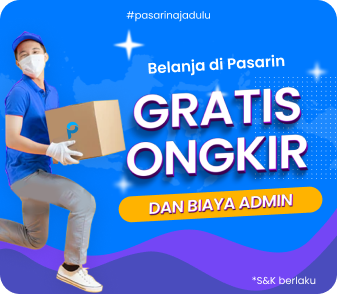 #pasarinajadulu
Belanja di Pasarin
GRATIS
ONGKIR
DAN BIAYA ADMIN
*S&K berlaku